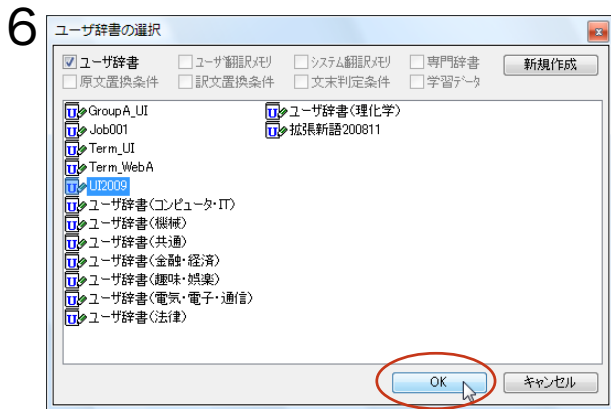 6
ユーザ辞書の選択
ユーザ辞書 ユーザ翻訳メモリ システム翻訳メモリ 専門辞書 新規作成
原文置換条件 訳文置換条件 文末判定条件 学習データ
GroupA_UI ユーザ辞書(理化学)
Job001 拡張新語200811
Term_UI
Term_WebA
UI2009
ユーザ辞書(コンピュータ・IT)
ユーザ辞書(機械)
ユーザ辞書(共通)
ユーザ辞書(金融・経済)
ユーザ辞書(趣味・娯楽)
ユーザ辞書(電気・電子・通信)
ユーザ辞書(法律)
OK キャンセル